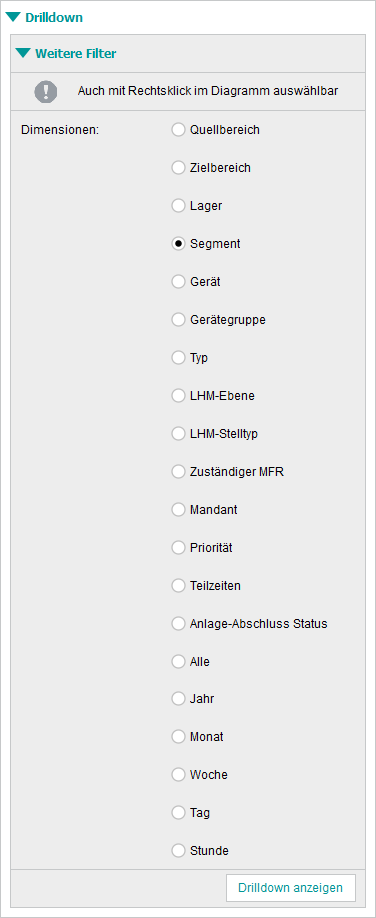 Drilldown
Weitere Filter
Auch mit Rechtsklick im Diagramm auswählbar
Dimensionen:
Quellbereich
Zielbereich
Lager
Segment
Gerät
Gerätegruppe
Typ
LHM-Ebene
LHM-Stelltyp
Zuständiger MFR
Mandant
Priorität
Teilzeiten
Anlage-Abschluss Status
Alle
Jahr
Monat
Woche
Tag
Stunde
Drilldown anzeigen